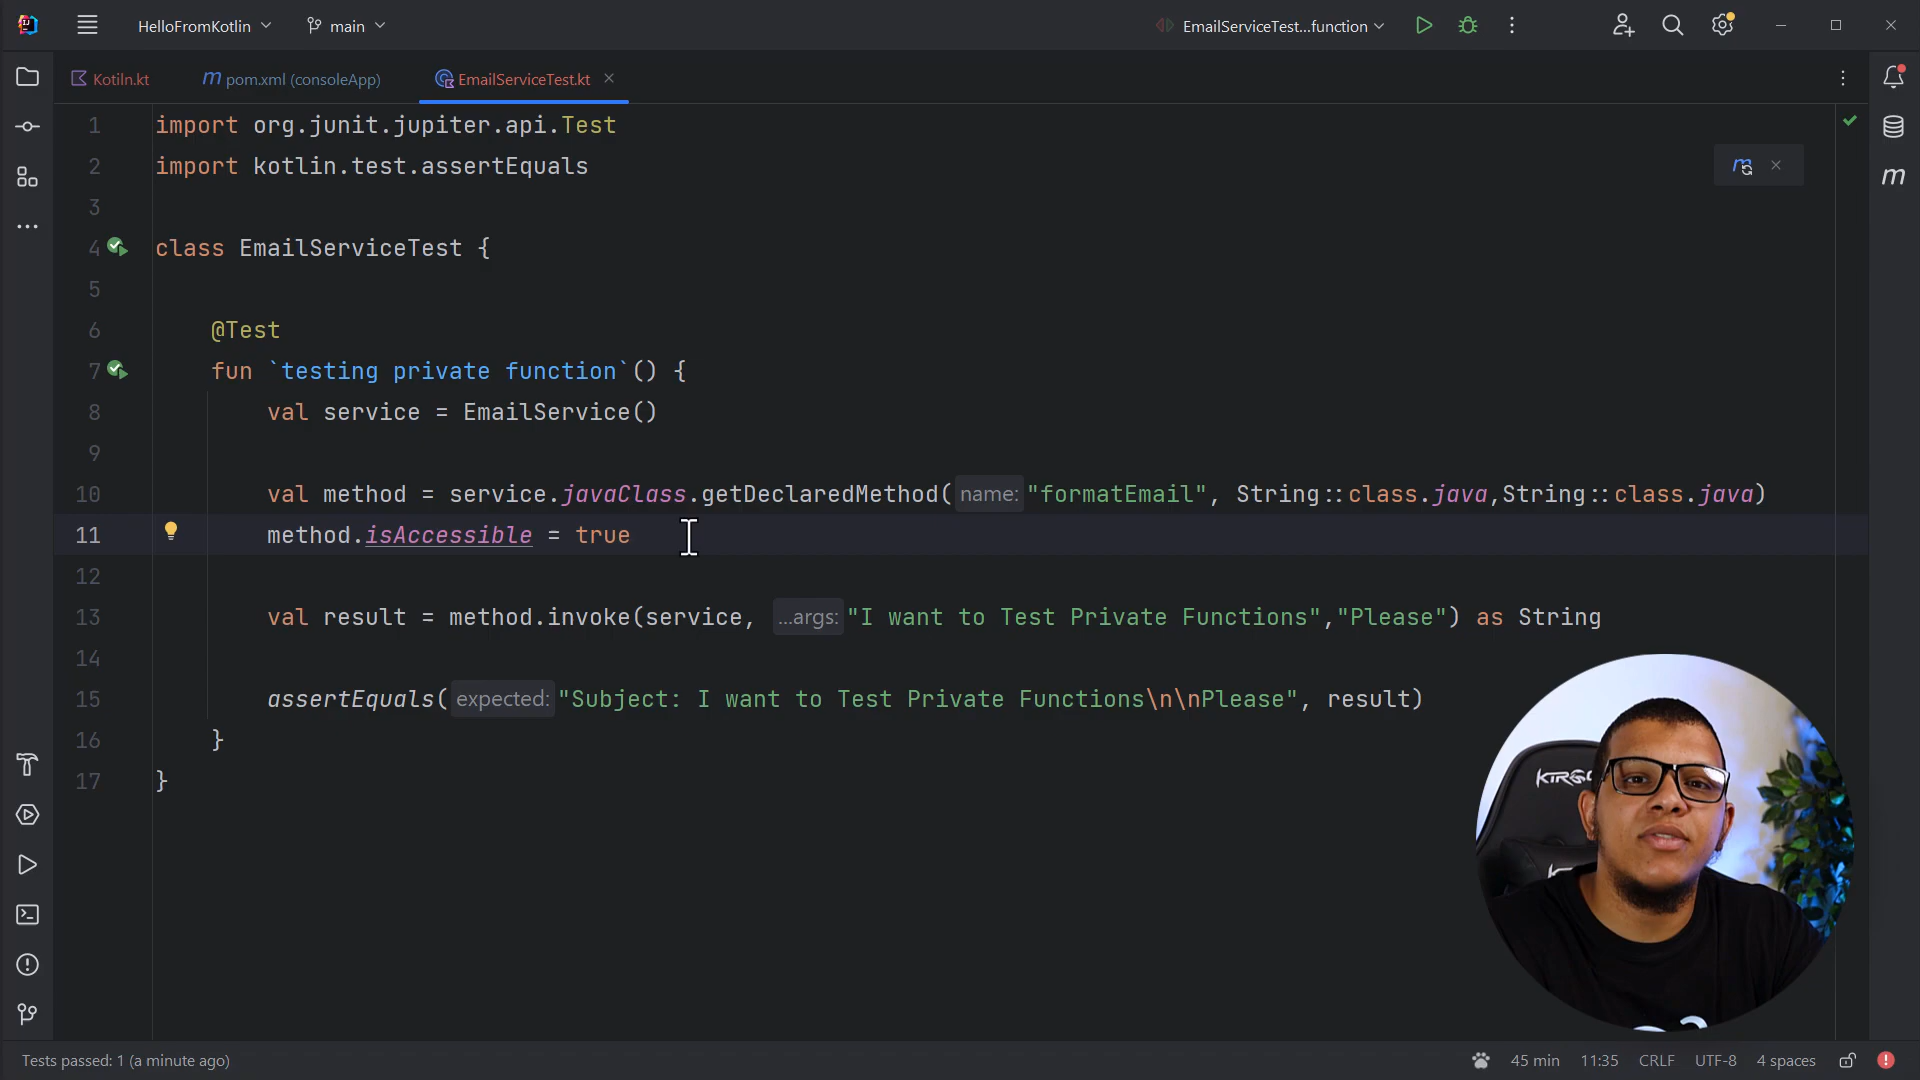 HelloFromKotlin
main
EmailServiceTest...function
Kotiln.kt
pom.xml (consoleApp)
EmailServiceTest.kt
1 import org.junit.jupiter.api.Test
2 import kotlin.test.assertEquals
3
4 class EmailServiceTest {
5
6 @Test
7 fun `testing private function`() {
8 val service = EmailService()
9
10 val method = service.javaClass.getDeclaredMethod( name: "formatEmail", String::class.java,String::class.java)
11 method.isAccessible = true
12
13 val result = method.invoke(service, ...args: "I want to Test Private Functions","Please") as String
14
15 assertEquals( expected: "Subject: I want to Test Private Functions\n\nPlease", result)
16 }
17 }
Tests passed: 1 (a minute ago)
45 min
11:35
CRLF
UTF-8
4 spaces